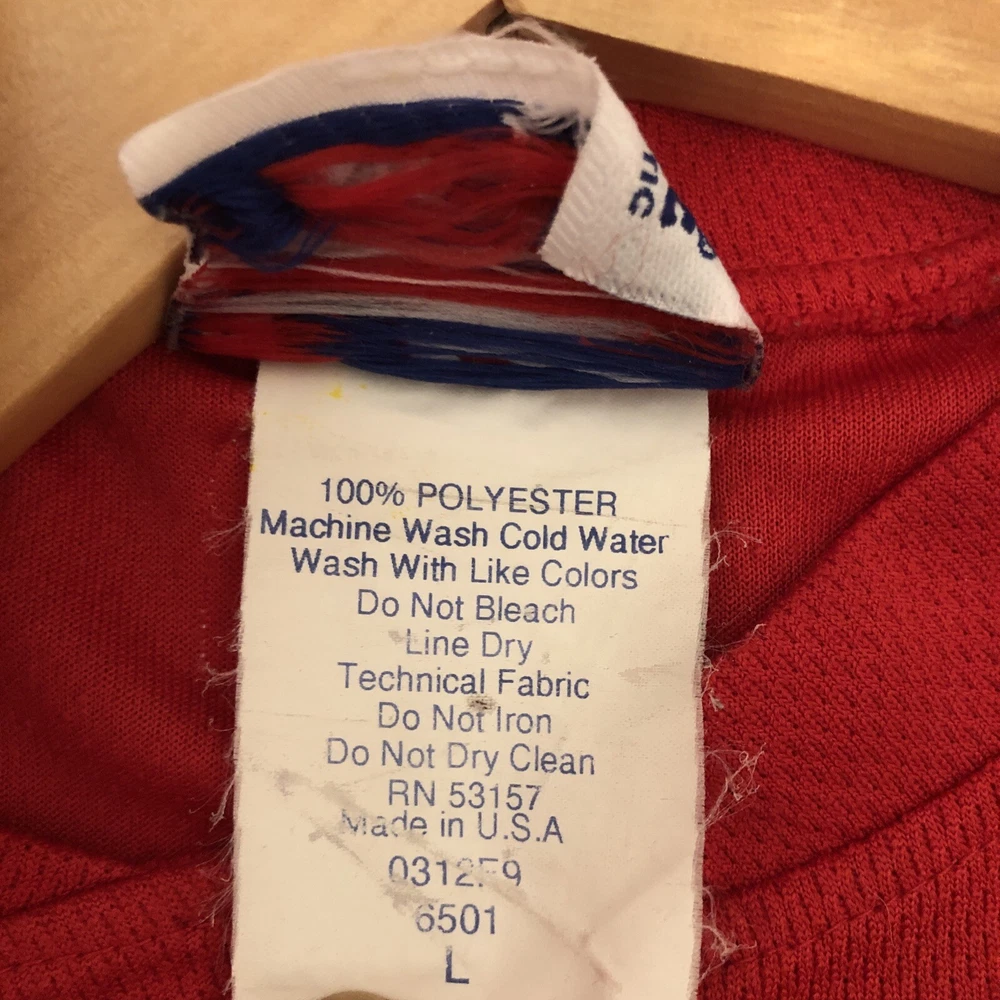 nc
100% POLYESTER
Machine Wash Cold Water
Wash With Like Colors
Do Not Bleach
Line Dry
Technical Fabric
Do Not Iron
Do Not Dry Clean
RN 53157
Made in U.S.A
6501
L